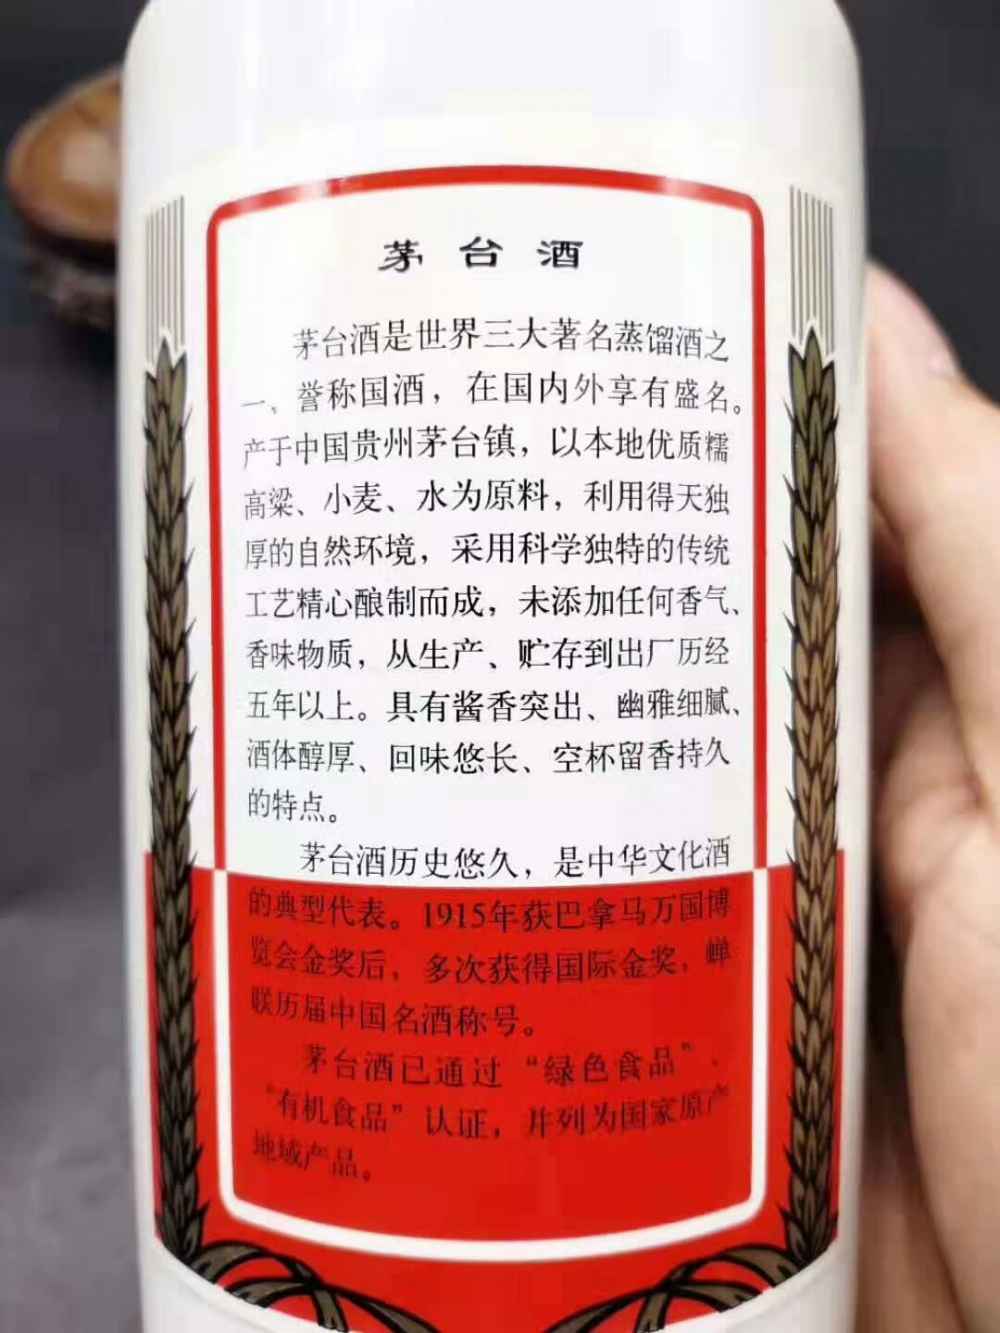 茅台酒
茅台酒是世界三大著名蒸馏酒之
一，誉称国酒，在国内外享有盛名。
产于中国贵州茅台镇，以本地优质糯
高粱、小麦、水为原料，利用得天独
厚的自然环境，采用科学独特的传统
工艺精心酿制而成，未添加任何香气、
香味物质，从生产、贮存到出厂历经
五年以上。具有酱香突出、幽雅细腻、
酒体醇厚、回味悠长、空杯留香持久
的特点。
茅台酒历史悠久，是中华文化酒
的典型代表。1915年获巴拿马万国博
览会金奖后，多次获得国际金奖，蝉
联历届中国名酒称号。
茅台酒已通过“绿色食品”、
“有机食品”认证，并列为国家原产
地域产品。